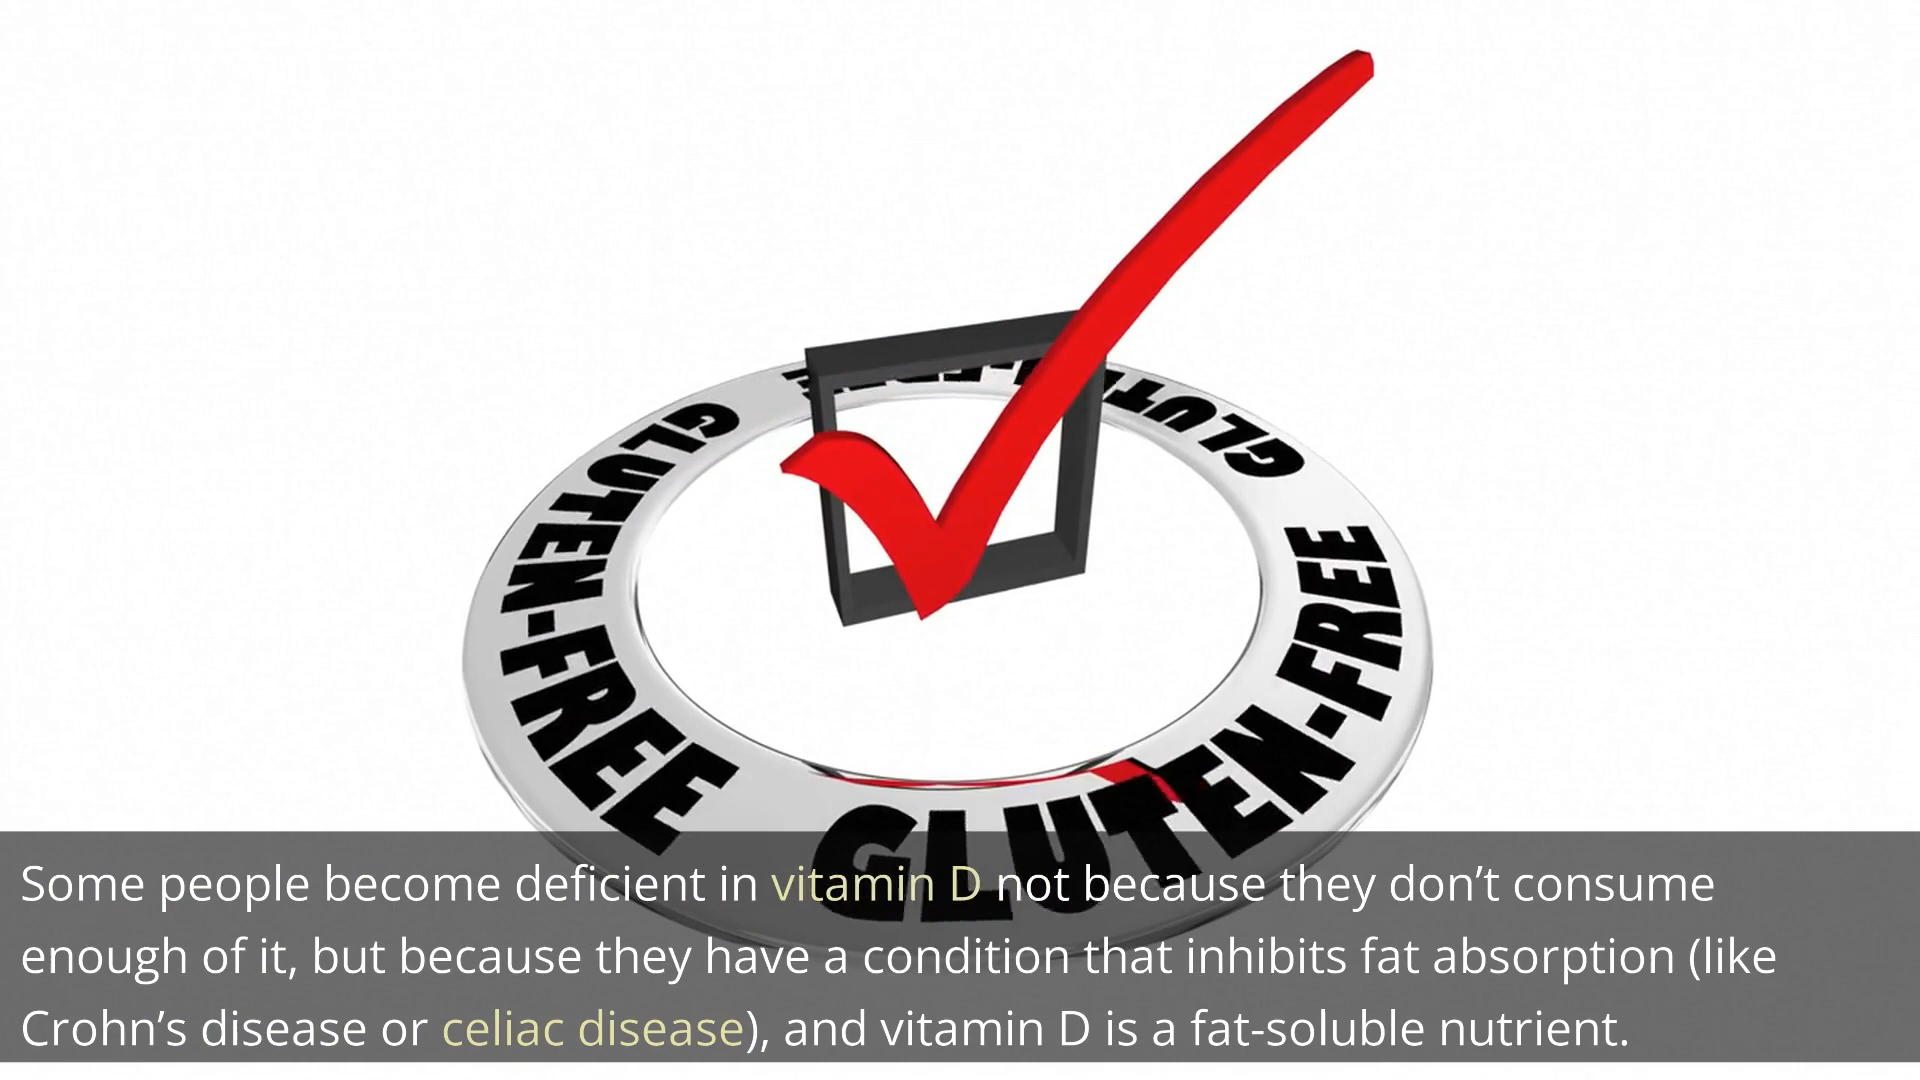 GLUTEN-FREE
GLUTEN-FREE
GLUTEN-FREE
Some people become deficient in vitamin D not because they don’t consume
enough of it, but because they have a condition that inhibits fat absorption (like
Crohn’s disease or celiac disease), and vitamin D is a fat-soluble nutrient.